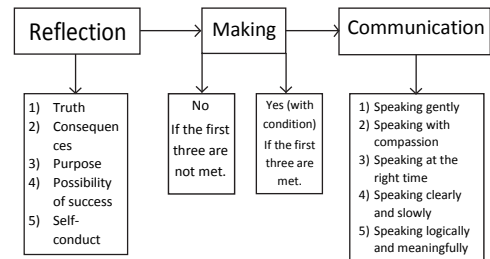 Reflection
Making
Communication
1) Truth
2) Consequen
ces
3) Purpose
4) Possibility
of success
5) Self-
conduct
No
If the first
three are
not met.
Yes (with
condition)
If the first
three are
met.
1) Speaking gently
2) Speaking with
compassion
3) Speaking at the
right time
4) Speaking clearly
and slowly
5) Speaking logically
and meaningfully